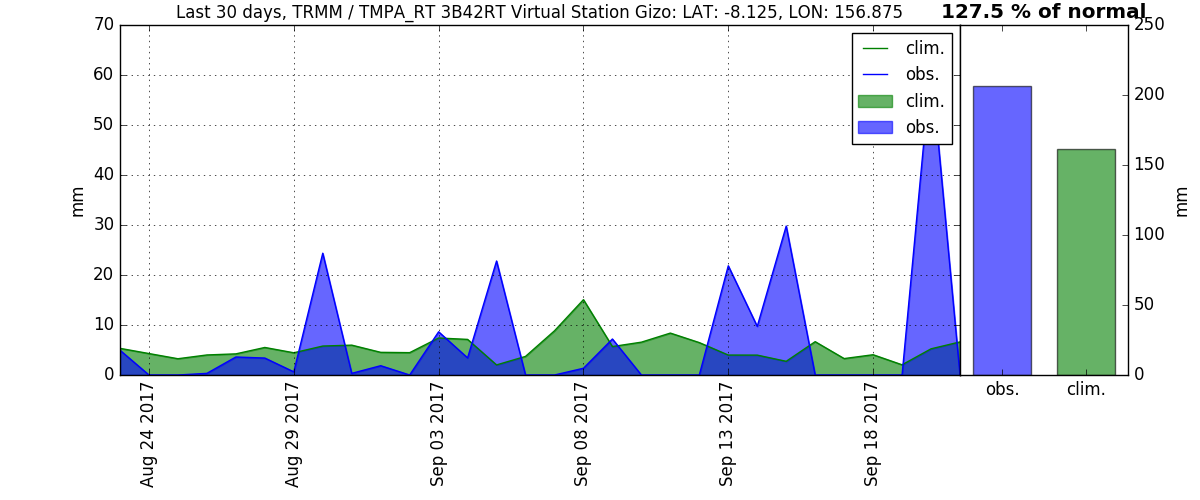 Last 30 days, TRMM / TMPA_RT 3B42RT Virtual Station Gizo: LAT: -8.125, LON: 156.875
127.5 % of normal
70
60
50
40
30
20
10
0
mm
clim.
obs.
clim.
obs.
250
200
150
100
50
0
mm
Aug 24 2017
Aug 29 2017
Sep 03 2017
Sep 08 2017
Sep 13 2017
Sep 18 2017
obs.
clim.